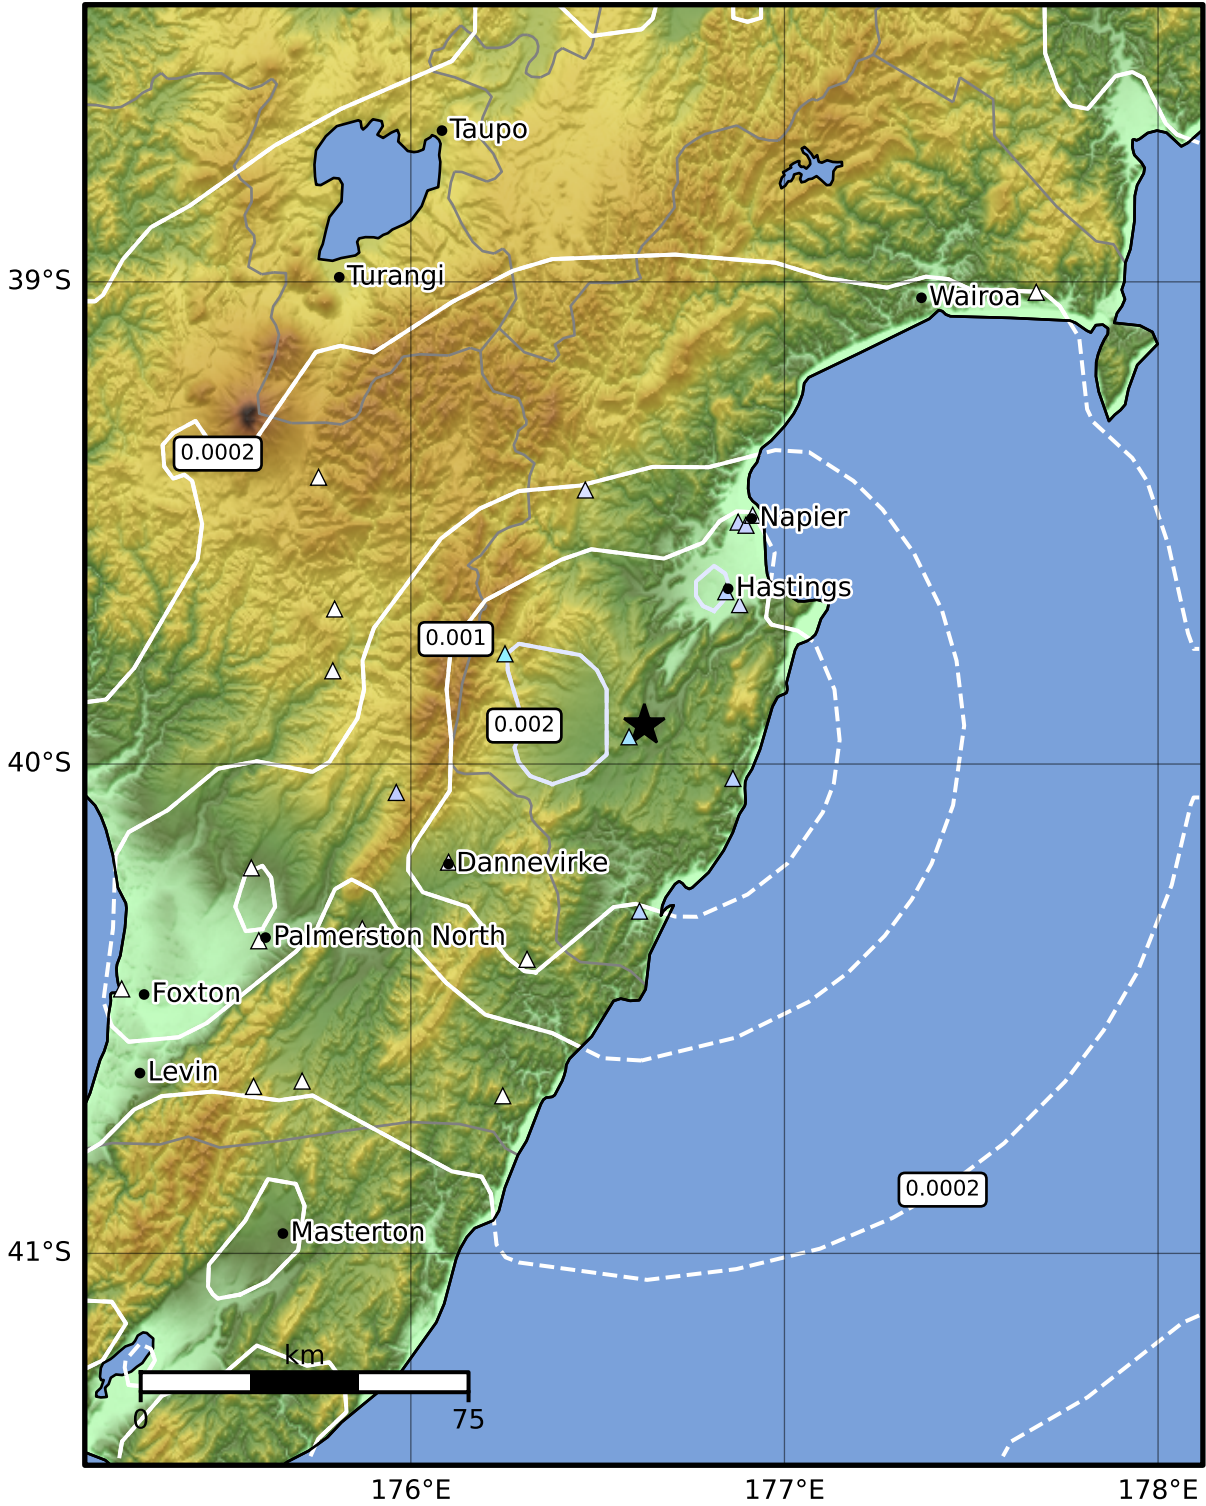 Taupo
39°S
Turangi
Wairoa
0.0002
Napier
Hastings
0.001
0.002
40°S
Dannevirke
Palmerston North
Foxton
Levin
0.0002
Masterton
41°S
km
0 75
176°E 177°E 178°E